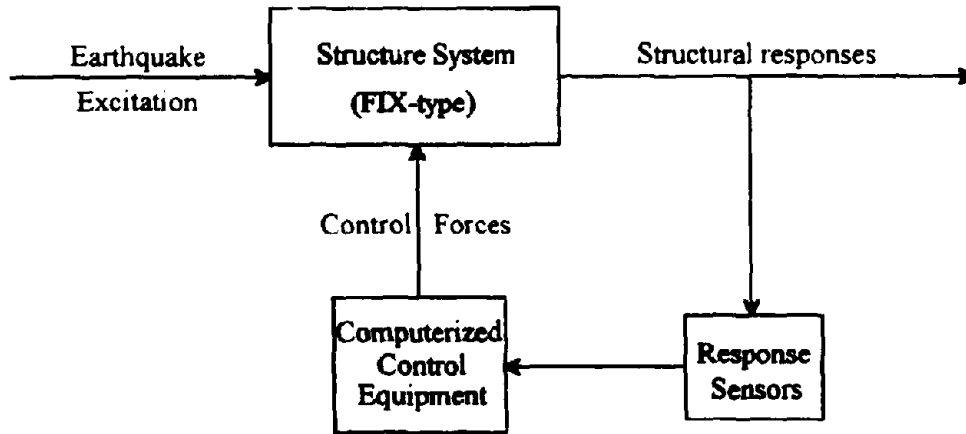 Earthquake
Excitation
Structure System
(FIX-type)
Structural responses
Control Forces
Computerized
Control
Equipment
Response
Sensors